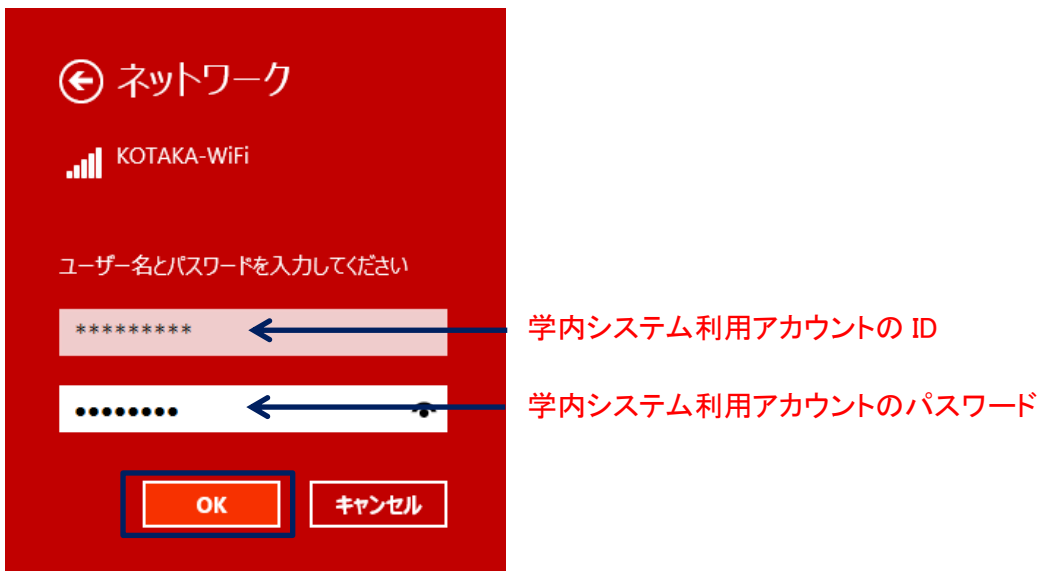 ネットワーク
KOTAKA-WiFi
ユーザー名とパスワードを入力してください
*********
学内システム利用アカウントの ID
●●●●●●●●
学内システム利用アカウントのパスワード
OK
キャンセル